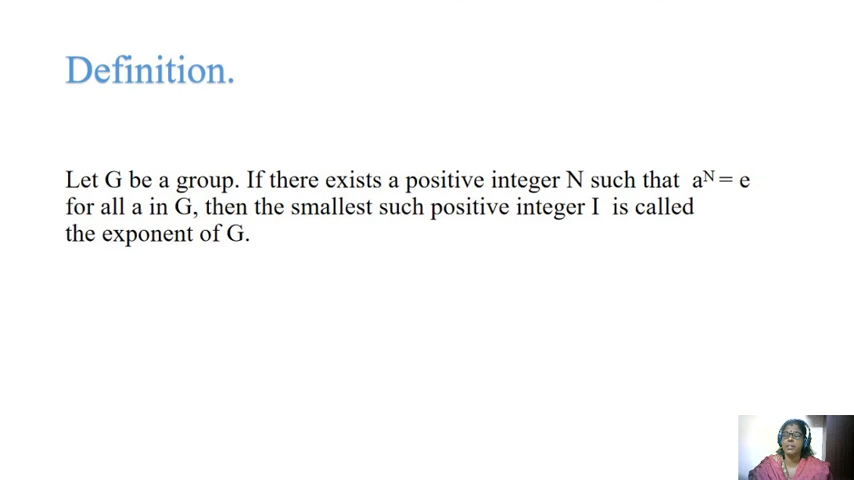 Definition.
Let G be a group. If there exists a positive integer N such that aᴺ = e
for all a in G, then the smallest such positive integer I is called
the exponent of G.